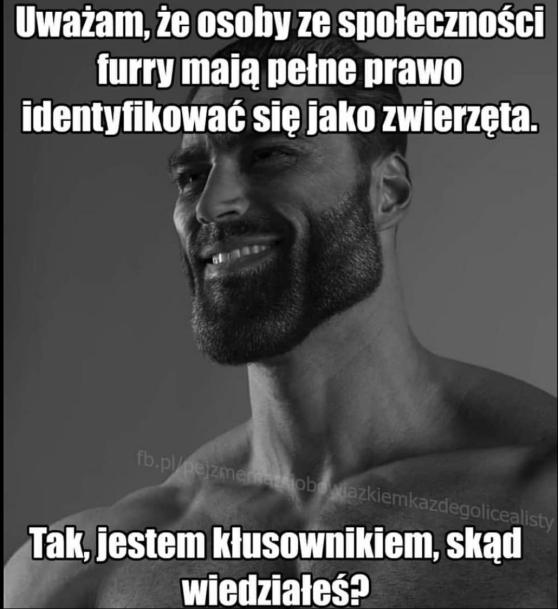 Uważam, że osoby ze społeczności
furry mają pełne prawo
identyfikować się jako zwierzęta.
Tak, jestem kłusownikiem, skąd
wiedziałeś?